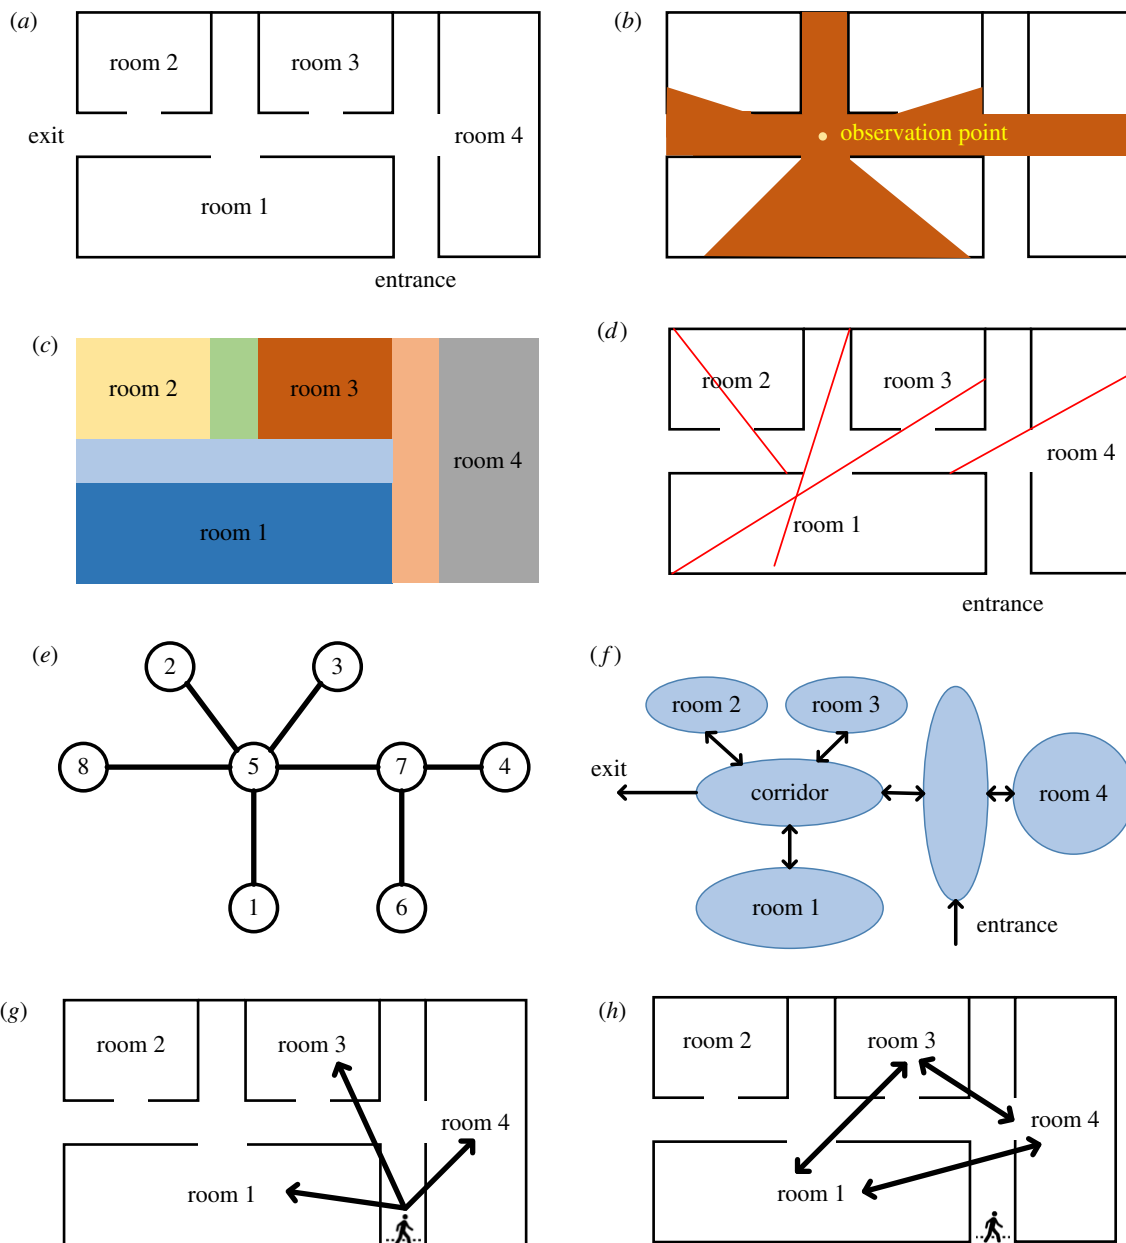 (a)
room 2
room 3
exit
room 4
room 1
entrance
(b)
observation point
(c)
room 2
room 3
room 4
room 1
(d)
room 2
room 3
room 4
room 1
entrance
(e)
2
3
8
5
7
4
1
6
(f)
room 2
room 3
exit
corridor
room 4
room 1
entrance
(g)
room 2
room 3
room 4
room 1
(h)
room 2
room 3
room 4
room 1